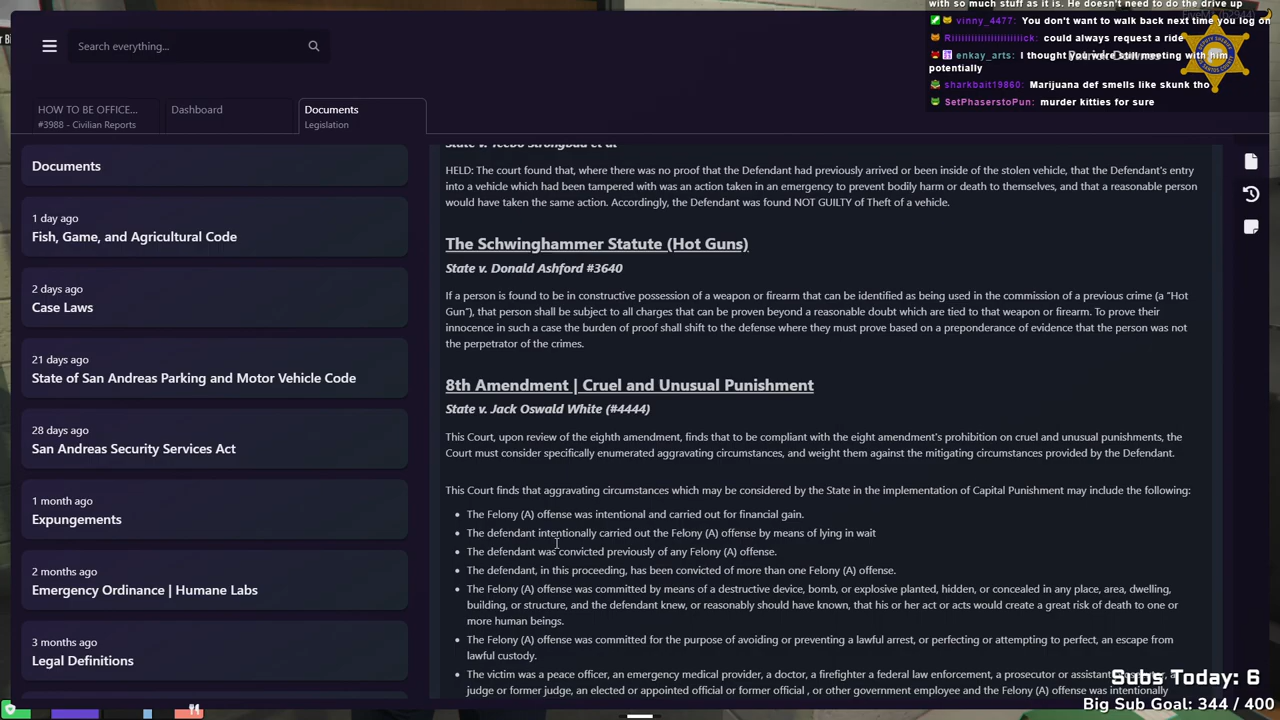 with so much stuff as it is. He doesn't need to do the drive up
vinny_4477: You don't want to walk back next time you log on
Riiiiiiiiiiiiiiiiiiiick: could always request a ride
enkay_arts: I thought you were still meeting with him
potentially
sharkbait19860: Marijuana def smells like skunk tho
SetPhaserstoPun: murder kitties for sure
Search everything...
HOW TO BE OFFICE...
#3988 - Civilian Reports
Dashboard
Documents
Legislation
Documents
1 day ago
Fish, Game, and Agricultural Code
2 days ago
Case Laws
21 days ago
State of San Andreas Parking and Motor Vehicle Code
28 days ago
San Andreas Security Services Act
1 month ago
Expungements
2 months ago
Emergency Ordinance | Humane Labs
3 months ago
Legal Definitions
State v. Teebo Strongbad et al
HELD: The court found that, where there was no proof that the Defendant had previously arrived or been inside of the stolen vehicle, that the Defendant's entry
into a vehicle which had been tampered with was an action taken in an emergency to prevent bodily harm or death to themselves, and that a reasonable person
would have taken the same action. Accordingly, the Defendant was found NOT GUILTY of Theft of a vehicle.
The Schwinghammer Statute (Hot Guns)
State v. Donald Ashford #3640
If a person is found to be in constructive possession of a weapon or firearm that can be identified as being used in the commission of a previous crime (a "Hot
Gun"), that person shall be subject to all charges that can be proven beyond a reasonable doubt which are tied to that weapon or firearm. To prove their
innocence in such a case the burden of proof shall shift to the defense where they must prove based on a preponderance of evidence that the person was not
the perpetrator of the crimes.
8th Amendment | Cruel and Unusual Punishment
State v. Jack Oswald White (#4444)
This Court, upon review of the eighth amendment, finds that to be compliant with the eight amendment's prohibition on cruel and unusual punishments, the
Court must consider specifically enumerated aggravating circumstances, and weight them against the mitigating circumstances provided by the Defendant.
This Court finds that aggravating circumstances which may be considered by the State in the implementation of Capital Punishment may include the following:
• The Felony (A) offense was intentional and carried out for financial gain.
• The defendant intentionally carried out the Felony (A) offense by means of lying in wait
• The defendant was convicted previously of any Felony (A) offense.
• The defendant, in this proceeding, has been convicted of more than one Felony (A) offense.
• The Felony (A) offense was committed by means of a destructive device, bomb, or explosive planted, hidden, or concealed in any place, area, dwelling,
building, or structure, and the defendant knew, or reasonably should have known, that his or her act or acts would create a great risk of death to one or
more human beings.
• The Felony (A) offense was committed for the purpose of avoiding or preventing a lawful arrest, or perfecting or attempting to perfect, an escape from
lawful custody.
• The victim was a peace officer, an emergency medical provider, a doctor, a firefighter a federal law enforcement, a prosecutor or assistant
judge or former judge, an elected or appointed official or former official , or other government employee and the Felony (A) offense was intentionally
Subs Today: 6
Big Sub Goal: 344 / 400